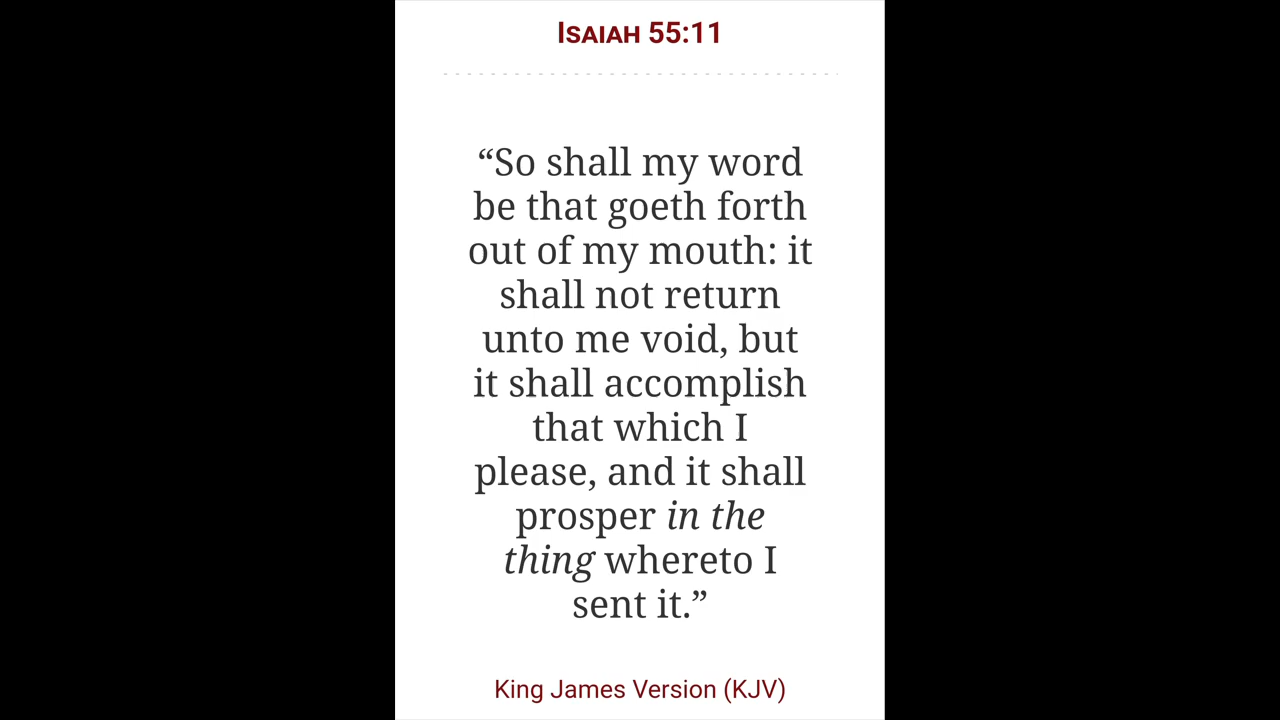 Isaiah 55:11
“So shall my word
be that goeth forth
out of my mouth: it
shall not return
unto me void, but
it shall accomplish
that which I
please, and it shall
prosper in the
thing whereto I
sent it.”
King James Version (KJV)